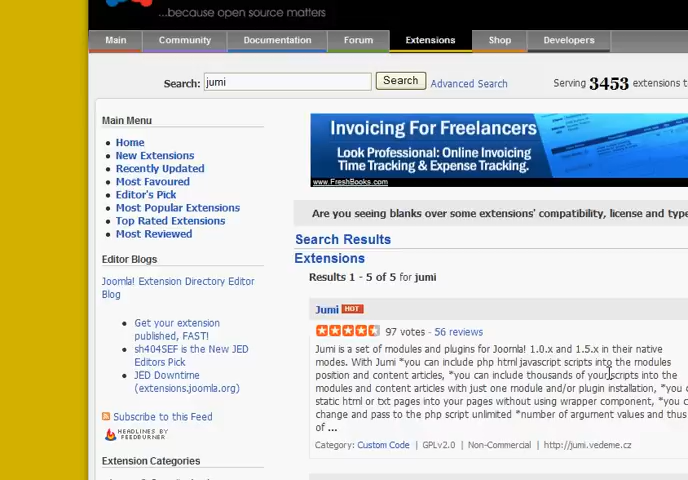 ...because open source matters
Main Community Documentation Forum Extensions Shop Developers
Search: jumi Search Advanced Search Serving 3453 extensions to
Main Menu
Home
New Extensions
Recently Updated
Most Favoured
Editor's Pick
Most Popular Extensions
Top Rated Extensions
Most Reviewed
Editor Blogs
Joomla! Extension Directory Editor
Blog
Get your extension
published, FAST!
sh404SEF is the New JED
Editors Pick
JED Downtime
(extensions.joomla.org)
Subscribe to this Feed
HEADLINES BY
FEEDBURNER
Extension Categories
Invoicing For Freelancers
Look Professional: Online Invoicing
Time Tracking & Expense Tracking.
www.FreshBooks.com
Are you seeing blanks over some extensions' compatibility, license and type
Search Results
Extensions
Results 1 - 5 of 5 for jumi
Jumi HOT
97 votes - 56 reviews
Jumi is a set of modules and plugins for Joomla! 1.0.x and 1.5.x in their native
modes. With Jumi *you can include php html javascript scripts into the modules
position and content articles, *you can include thousands of your scripts into the
modules and content articles with just one module and/or plugin installation, *you c
static html or txt pages into your pages without using wrapper component, *you c
change and pass to the php script unlimited *number of argument values and thus
of ...
Category: Custom Code | GPLv2.0 | Non-Commercial | http://jumi.vedeme.cz